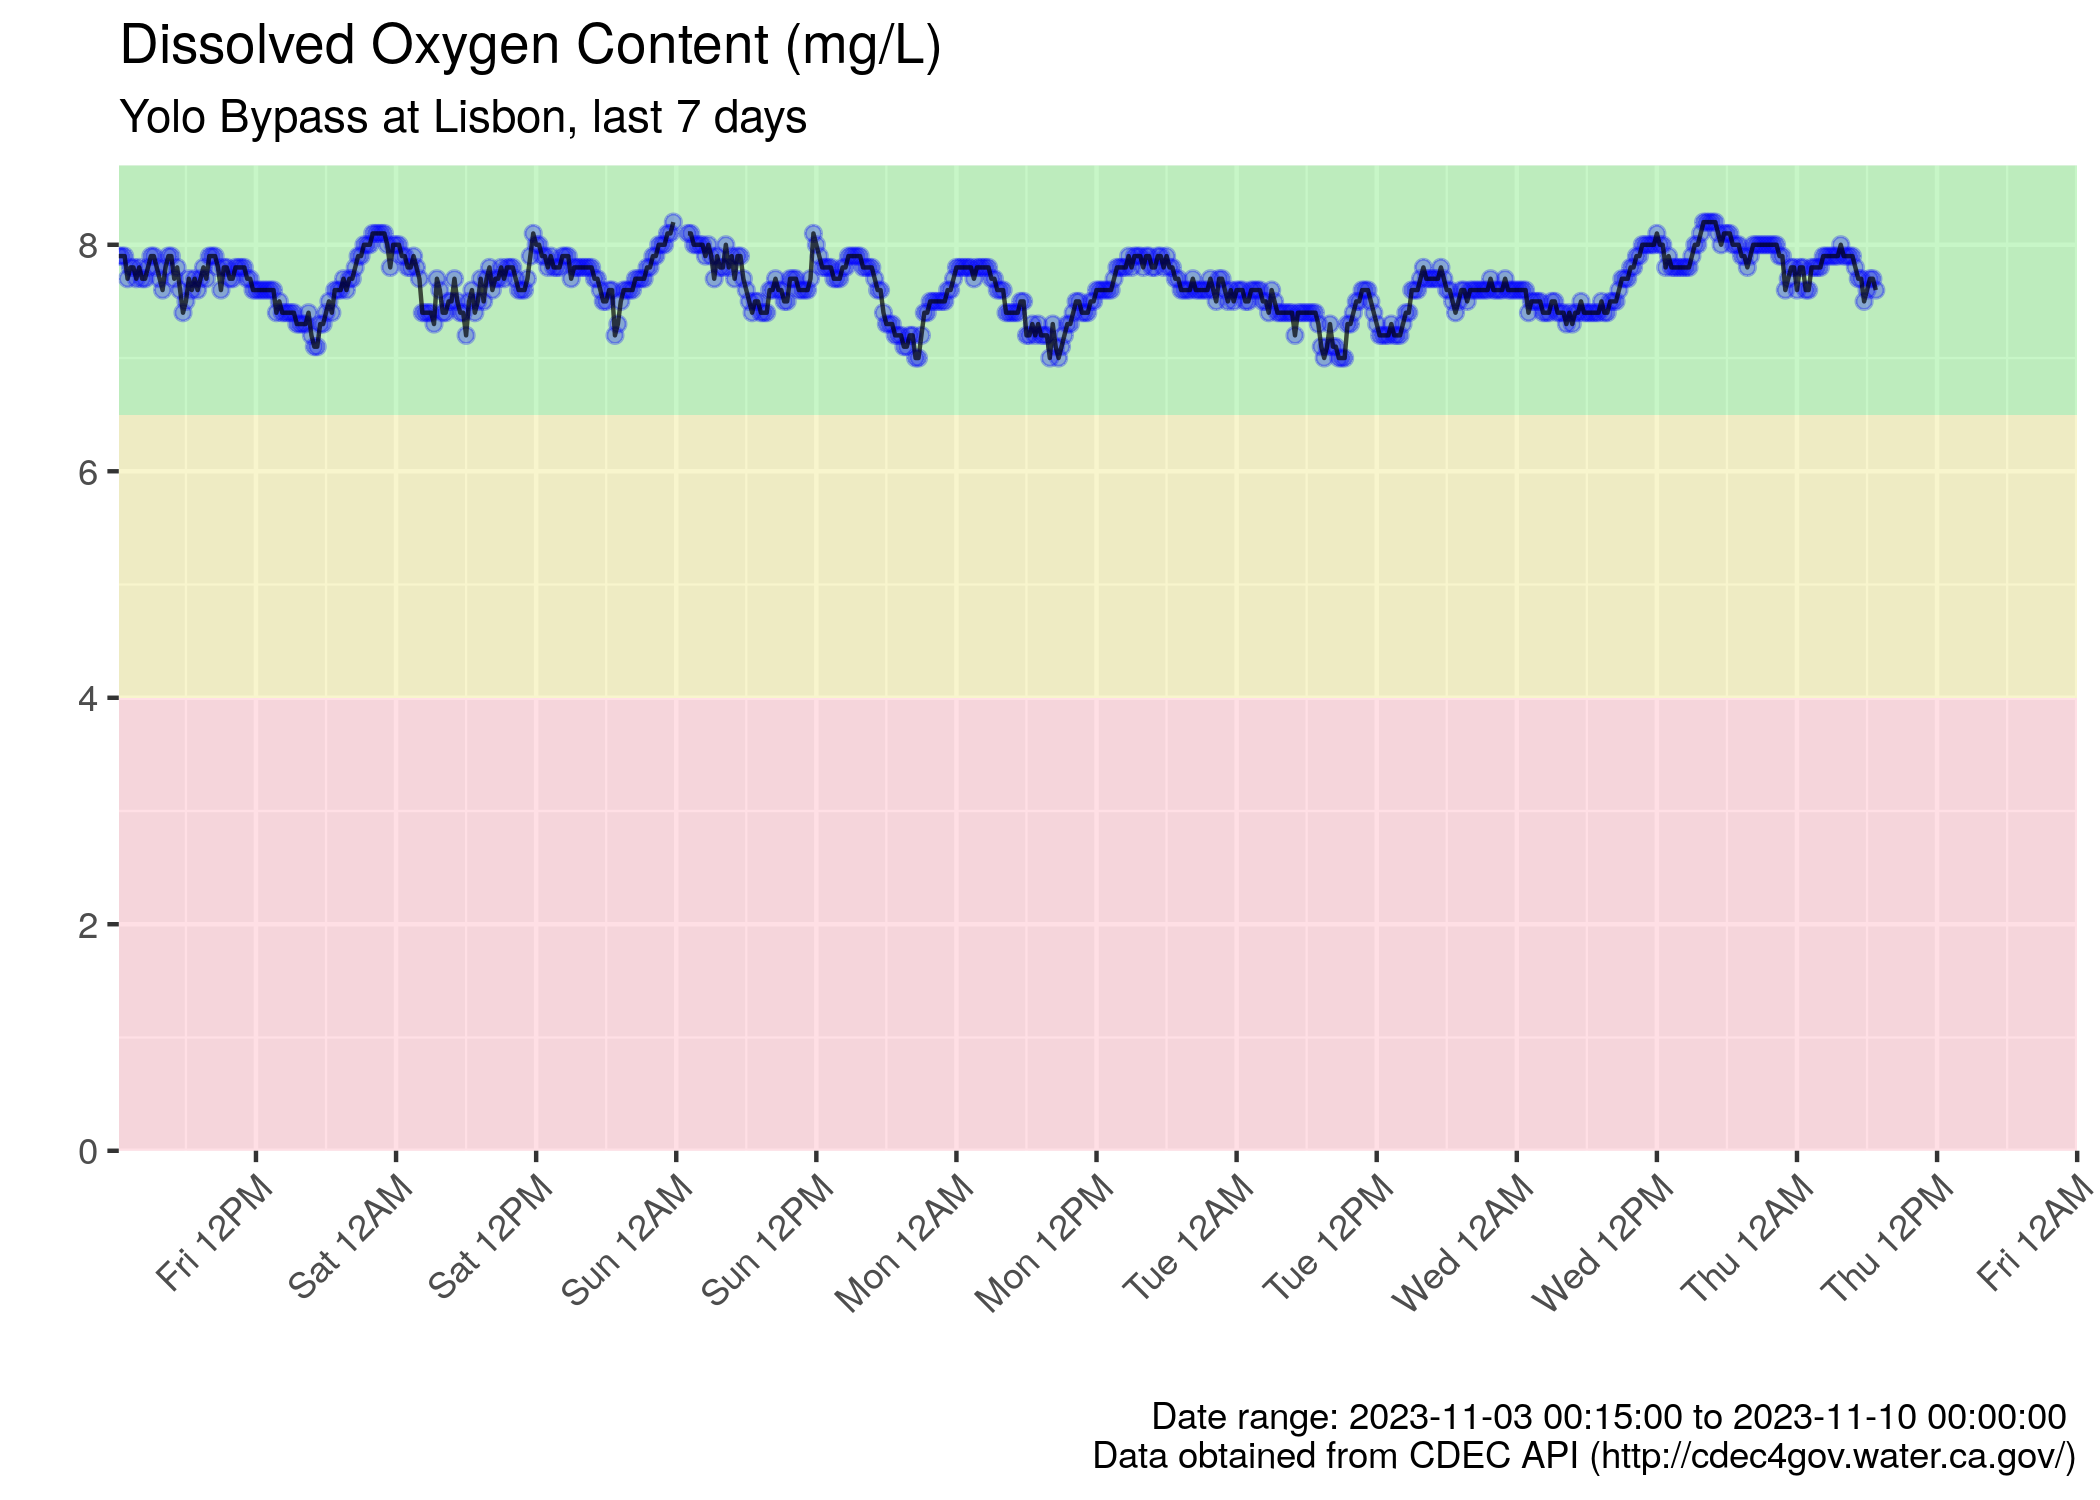 Dissolved Oxygen Content (mg/L)
Yolo Bypass at Lisbon, last 7 days
8
6
4
2
0
Fri 12PM
Sat 12AM
Sat 12PM
Sun 12AM
Sun 12PM
Mon 12AM
Mon 12PM
Tue 12AM
Tue 12PM
Wed 12AM
Wed 12PM
Thu 12AM
Thu 12PM
Fri 12AM
Date range: 2023-11-03 00:15:00 to 2023-11-10 00:00:00
Data obtained from CDEC API (http://cdec4gov.water.ca.gov/)